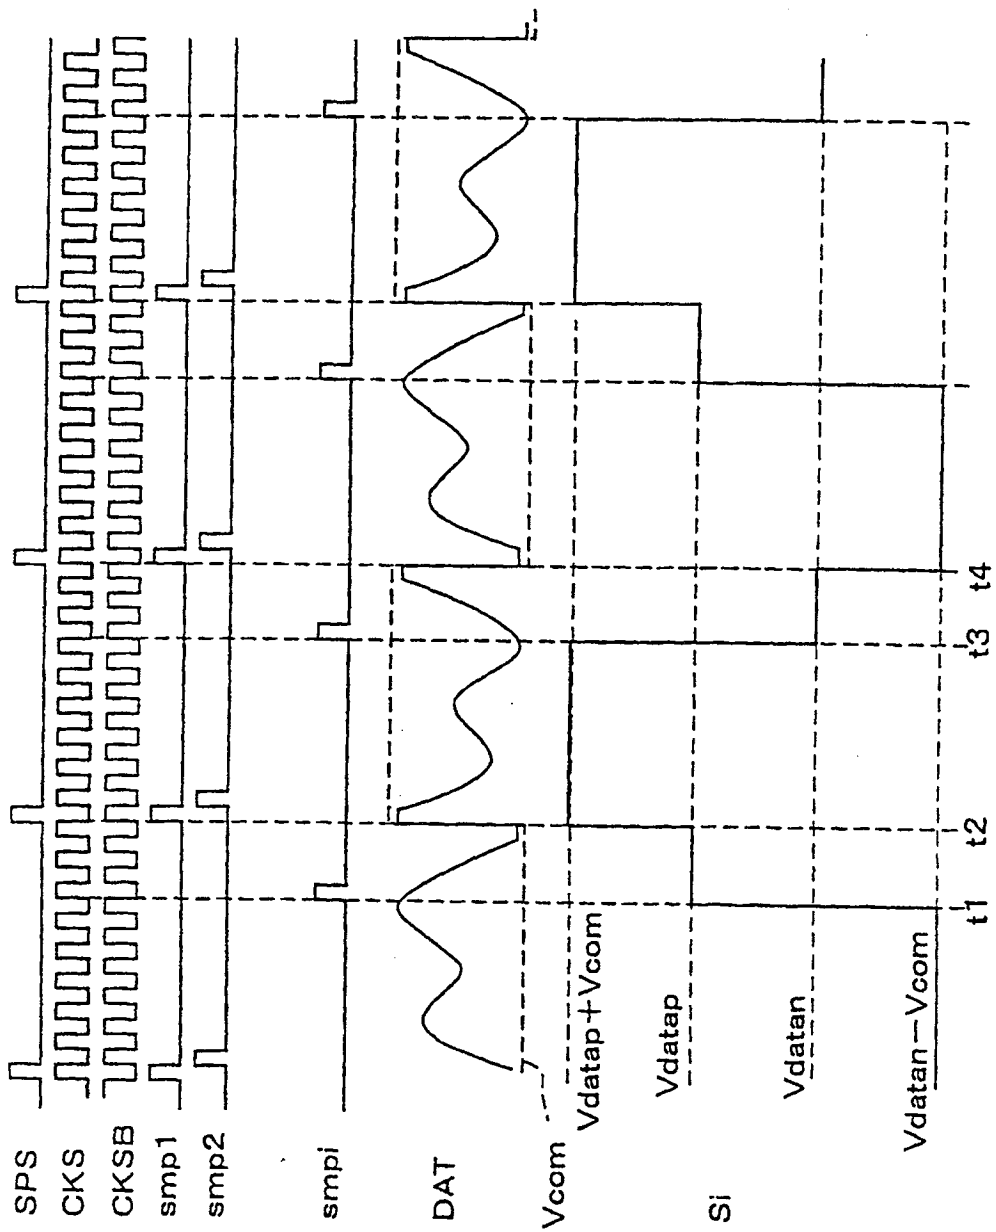 SPS
CKS
CKSB
smp1
smp2
smpi
DAT
Vcom
Vdatap+Vcom
Vdatap
Vdatan
Vdatan−Vcom
Si
t1
t2
t3
t4